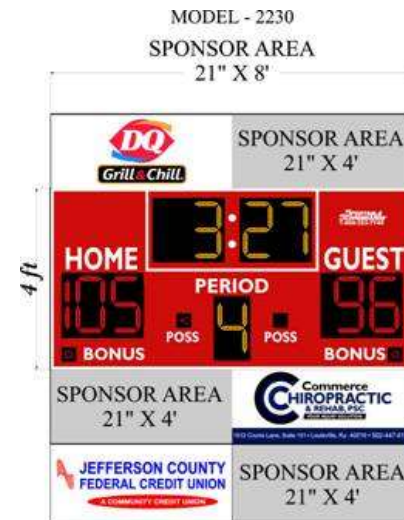 MODEL - 2230
SPONSOR AREA
21" X 8'
DQ
Grill & Chill
SPONSOR AREA
21" X 4'
4 ft
3:27
HOME
GUEST
PERIOD
105
4
96
POSS
POSS
BONUS
BONUS
SPONSOR AREA
21" X 4'
Commerce
CHIROPRACTIC
& REHAB, PSC
JEFFERSON COUNTY
FEDERAL CREDIT UNION
A COMMUNITY CREDIT UNION
SPONSOR AREA
21" X 4'